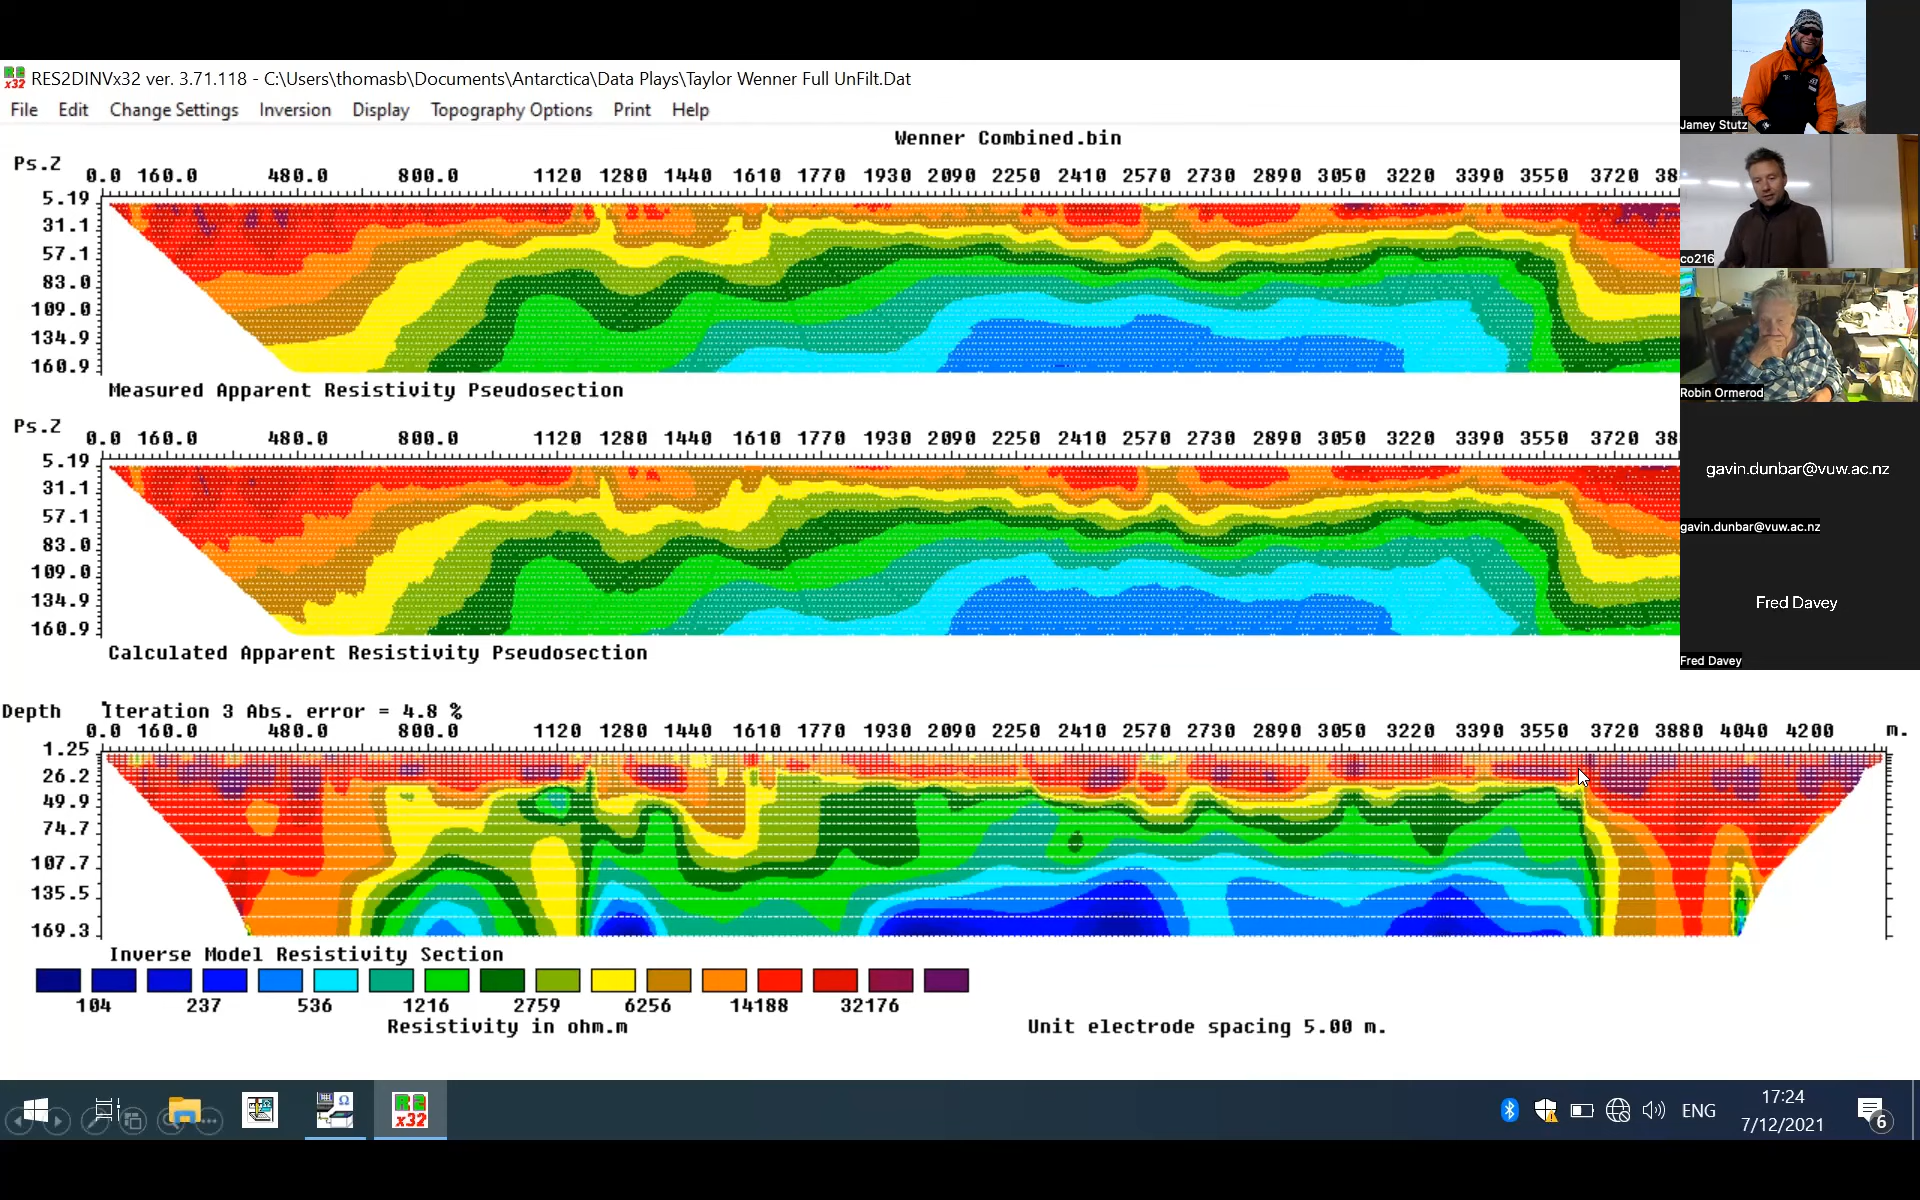 RES2DINVx32 ver. 3.71.118 - C:\Users\thomasb\Documents\Antarctica\Data Plays\Taylor Wenner Full UnFilt.Dat
File Edit Change Settings Inversion Display Topography Options Print Help
Wenner Combined.bin
Ps.Z
0.0 160.0 480.0 800.0 1120 1280 1440 1610 1770 1930 2090 2250 2410 2570 2730 2890 3050 3220 3390 3550 3720 38
5.19
31.1
57.1
83.0
109.0
134.9
160.9
Measured Apparent Resistivity Pseudosection
Ps.Z
0.0 160.0 480.0 800.0 1120 1280 1440 1610 1770 1930 2090 2250 2410 2570 2730 2890 3050 3220 3390 3550 3720 38
5.19
31.1
57.1
83.0
109.0
134.9
160.9
Calculated Apparent Resistivity Pseudosection
Depth Iteration 3 Abs. error = 4.8 %
0.0 160.0 480.0 800.0 1120 1280 1440 1610 1770 1930 2090 2250 2410 2570 2730 2890 3050 3220 3390 3550 3720 3880 4040 4200 m.
1.25
26.2
49.9
74.7
107.7
135.5
169.3
Inverse Model Resistivity Section
104 237 536 1216 2759 6256 14188 32176
Resistivity in ohm.m
Unit electrode spacing 5.00 m.
Jamey Stutz
co216
Robin Ormerod
gavin.dunbar@vuw.ac.nz
gavin.dunbar@vuw.ac.nz
Fred Davey
Fred Davey
R2
x32
Ω
R2
x32
ENG
17:24
7/12/2021
6